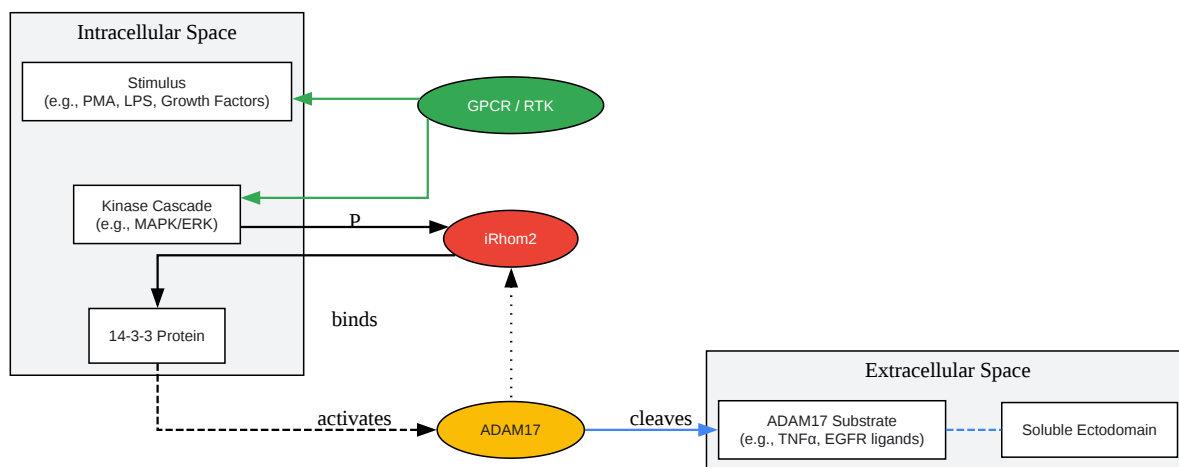 Intracellular Space
Stimulus
(e.g., PMA, LPS, Growth Factors)
GPCR / RTK
Kinase Cascade
(e.g., MAPK/ERK)
P
iRhom2
14-3-3 Protein
binds
Extracellular Space
activates
ADAM17
cleaves
ADAM17 Substrate
(e.g., TNFα, EGFR ligands)
Soluble Ectodomain